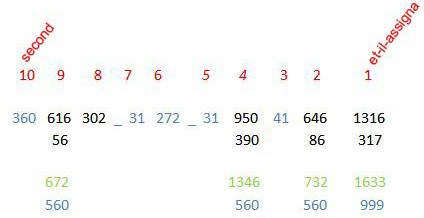 second et-il-assigna
10 9 8 7 6 5 4 3 2 1
360 616 302 _ 31 272 _ 31 950 41 646 1316
56 390 86 317
672 1346 732 1633
560 560 560 999